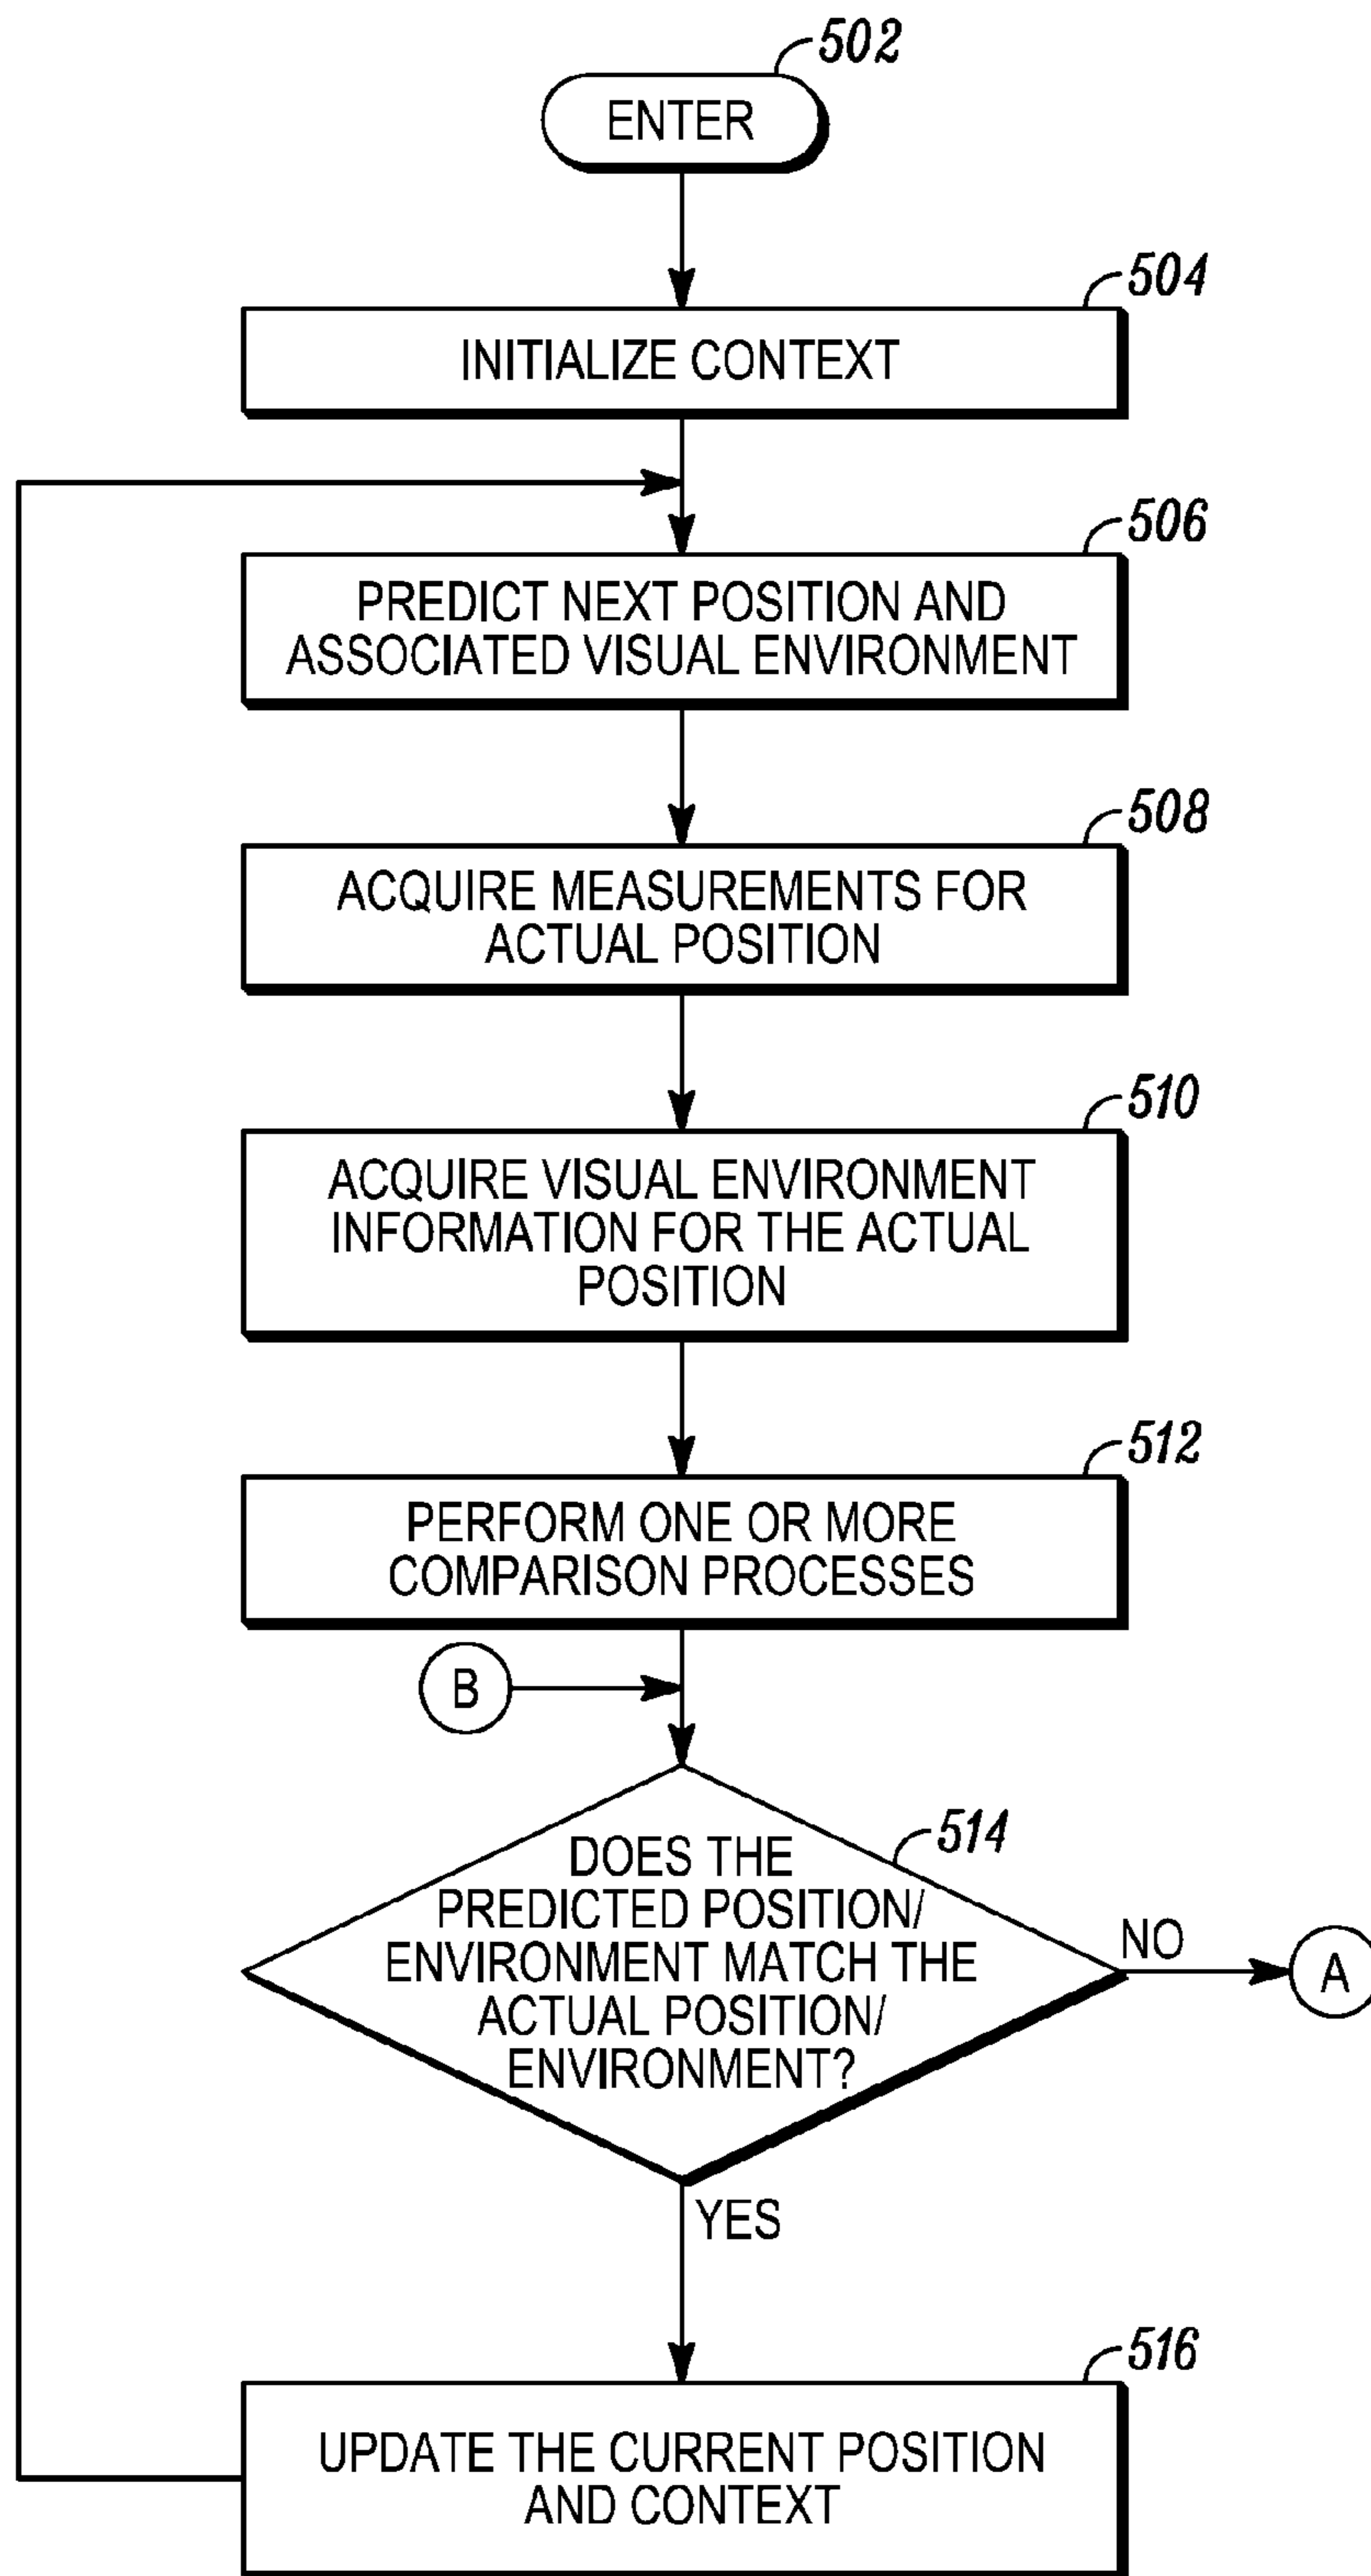 502
ENTER
504
INITIALIZE CONTEXT
506
PREDICT NEXT POSITION AND
ASSOCIATED VISUAL ENVIRONMENT
508
ACQUIRE MEASUREMENTS FOR
ACTUAL POSITION
510
ACQUIRE VISUAL ENVIRONMENT
INFORMATION FOR THE ACTUAL
POSITION
512
PERFORM ONE OR MORE
COMPARISON PROCESSES
B
514
DOES THE
PREDICTED POSITION/
ENVIRONMENT MATCH THE
ACTUAL POSITION/
ENVIRONMENT?
NO
A
YES
516
UPDATE THE CURRENT POSITION
AND CONTEXT